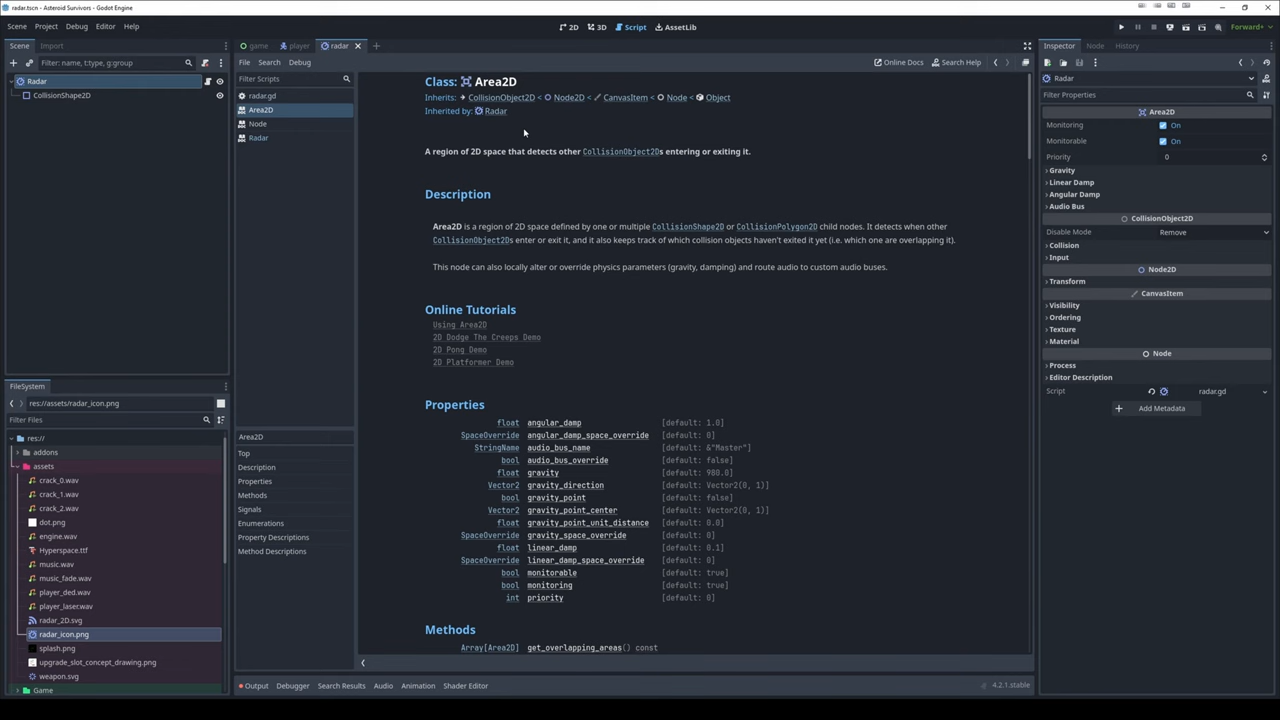 radar.tscn - Asteroid Survivors - Godot Engine
Scene Project Debug Editor Help
2D 3D Script AssetLib
Forward+
Scene Import
Filter: name, t:type, g:group
Radar
CollisionShape2D
FileSystem
res://assets/radar_icon.png
Filter Files
res://
addons
assets
crack_0.wav
crack_1.wav
crack_2.wav
dot.png
engine.wav
Hyperspace.ttf
music.wav
music_fade.wav
player_ded.wav
player_laser.wav
radar_2D.svg
radar_icon.png
splash.png
upgrade_slot_concept_drawing.png
weapon.svg
Game
game player radar
File Search Debug
Online Docs Search Help
Filter Scripts
radar.gd
Area2D
Node
Radar
Area2D
Top
Description
Properties
Methods
Signals
Enumerations
Property Descriptions
Method Descriptions
Class: Area2D
Inherits: CollisionObject2D < Node2D < CanvasItem < Node < Object
Inherited by: Radar
A region of 2D space that detects other CollisionObject2Ds entering or exiting it.
Description
Area2D is a region of 2D space defined by one or multiple CollisionShape2D or CollisionPolygon2D child nodes. It detects when other
CollisionObject2Ds enter or exit it, and it also keeps track of which collision objects haven't exited it yet (i.e. which one are overlapping it).
This node can also locally alter or override physics parameters (gravity, damping) and route audio to custom audio buses.
Online Tutorials
Using Area2D
2D Dodge The Creeps Demo
2D Pong Demo
2D Platformer Demo
Properties
float angular_damp [default: 1.0]
SpaceOverride angular_damp_space_override [default: 0]
StringName audio_bus_name [default: &"Master"]
bool audio_bus_override [default: false]
float gravity [default: 980.0]
Vector2 gravity_direction [default: Vector2(0, 1)]
bool gravity_point [default: false]
Vector2 gravity_point_center [default: Vector2(0, 1)]
float gravity_point_unit_distance [default: 0.0]
SpaceOverride gravity_space_override [default: 0]
float linear_damp [default: 0.1]
SpaceOverride linear_damp_space_override [default: 0]
bool monitorable [default: true]
bool monitoring [default: true]
int priority [default: 0]
Methods
Array[Area2D] get_overlapping_areas() const
Output Debugger Search Results Audio Animation Shader Editor
4.2.1.stable
Inspector Node History
Radar
Filter Properties
Area2D
Monitoring On
Monitorable On
Priority 0
Gravity
Linear Damp
Angular Damp
Audio Bus
CollisionObject2D
Disable Mode Remove
Collision
Input
Node2D
Transform
CanvasItem
Visibility
Ordering
Texture
Material
Node
Process
Editor Description
Script radar.gd
Add Metadata